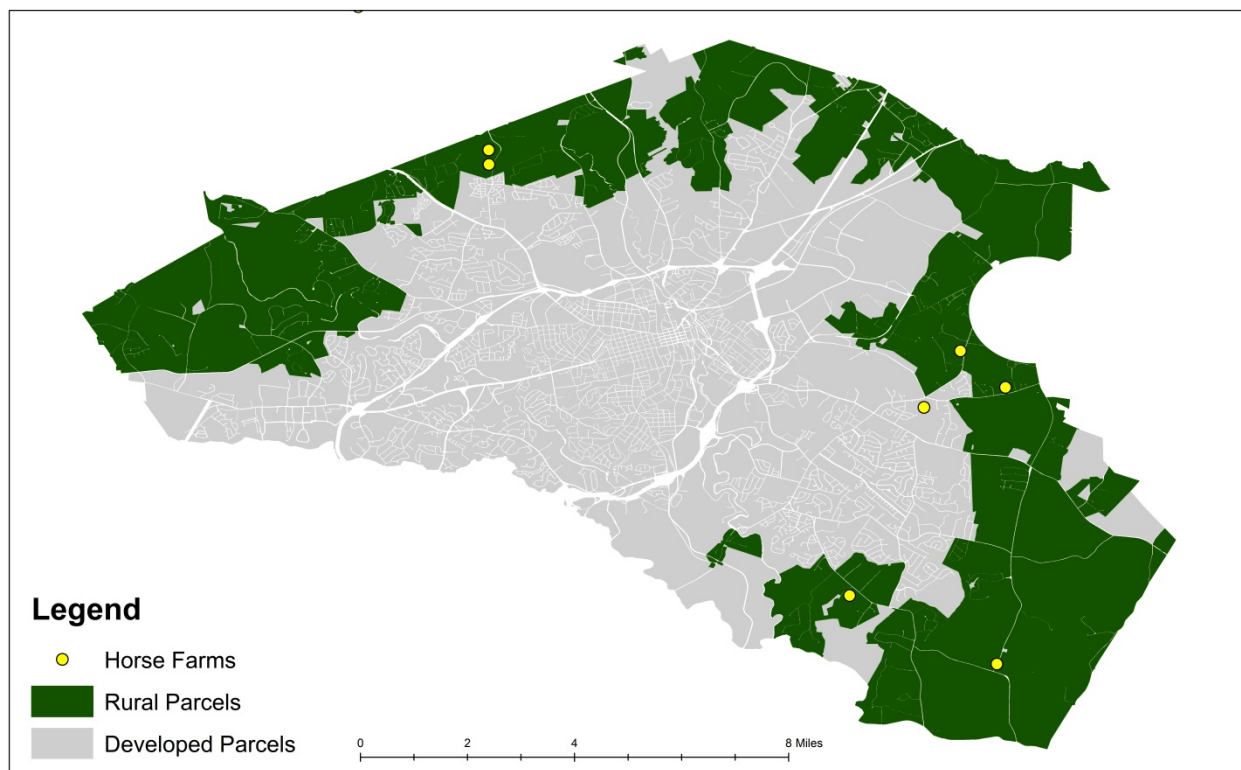 Legend
Horse Farms
Rural Parcels
Developed Parcels
0 2 4 8 Miles